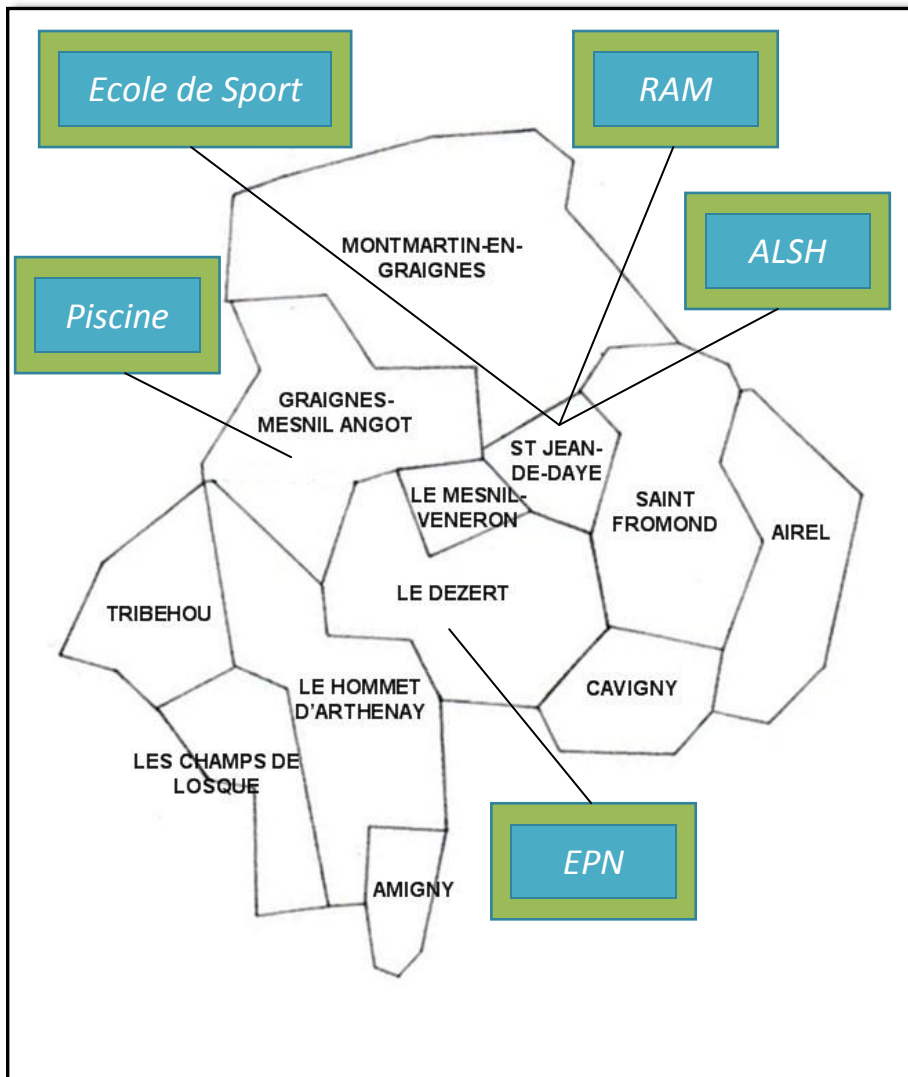 Ecole de Sport
RAM
ALSH
MONTMARTIN-EN-
GRAIGNES
Piscine
GRAIGNES-
MESNIL ANGOT
ST JEAN-
DE-DAYE
LE MESNIL-
VENERON
SAINT
FROMOND
AIREL
LE DEZERT
TRIBEHOU
CAVIGNY
LE HOMMET
D'ARTHENAY
LES CHAMPS DE
LOSQUE
EPN
AMIGNY